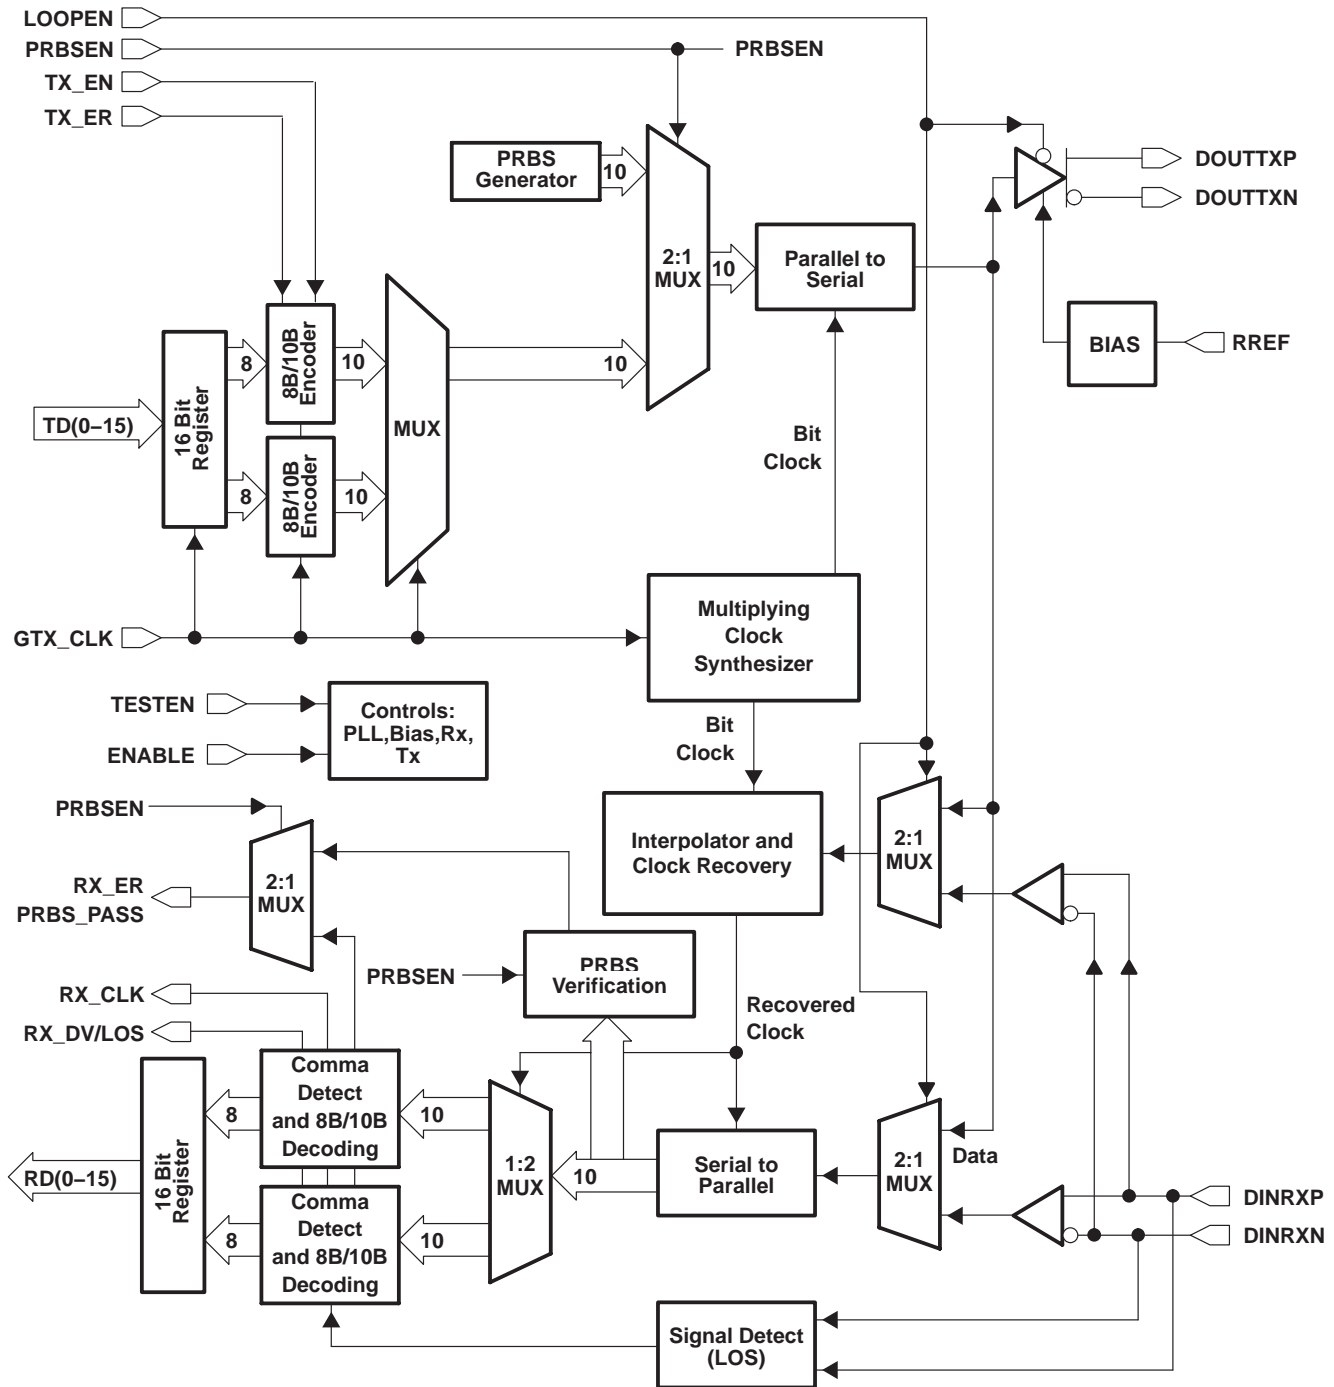 LOOPEN
PRBSEN
PRBSEN
TX_EN
TX_ER
PRBS
Generator
10
2:1
MUX
10
Parallel to
Serial
DOUTTXP
DOUTTXN
BIAS
RREF
TD(0–15)
16 Bit
Register
8
8B/10B
Encoder
10
8
8B/10B
Encoder
10
MUX
10
Bit
Clock
GTX_CLK
Multiplying
Clock
Synthesizer
TESTEN
ENABLE
Controls:
PLL,Bias,Rx,
Tx
Bit
Clock
PRBSEN
2:1
MUX
RX_ER
PRBS_PASS
Interpolator and
Clock Recovery
2:1
MUX
PRBSEN
PRBS
Verification
RX_CLK
RX_DV/LOS
Recovered
Clock
Comma
Detect
and 8B/10B
Decoding
8
10
RD(0–15)
16 Bit
Register
1:2
MUX
10
Serial to
Parallel
2:1
MUX
Data
Comma
Detect
and 8B/10B
Decoding
8
10
DINRXP
DINRXN
Signal Detect
(LOS)